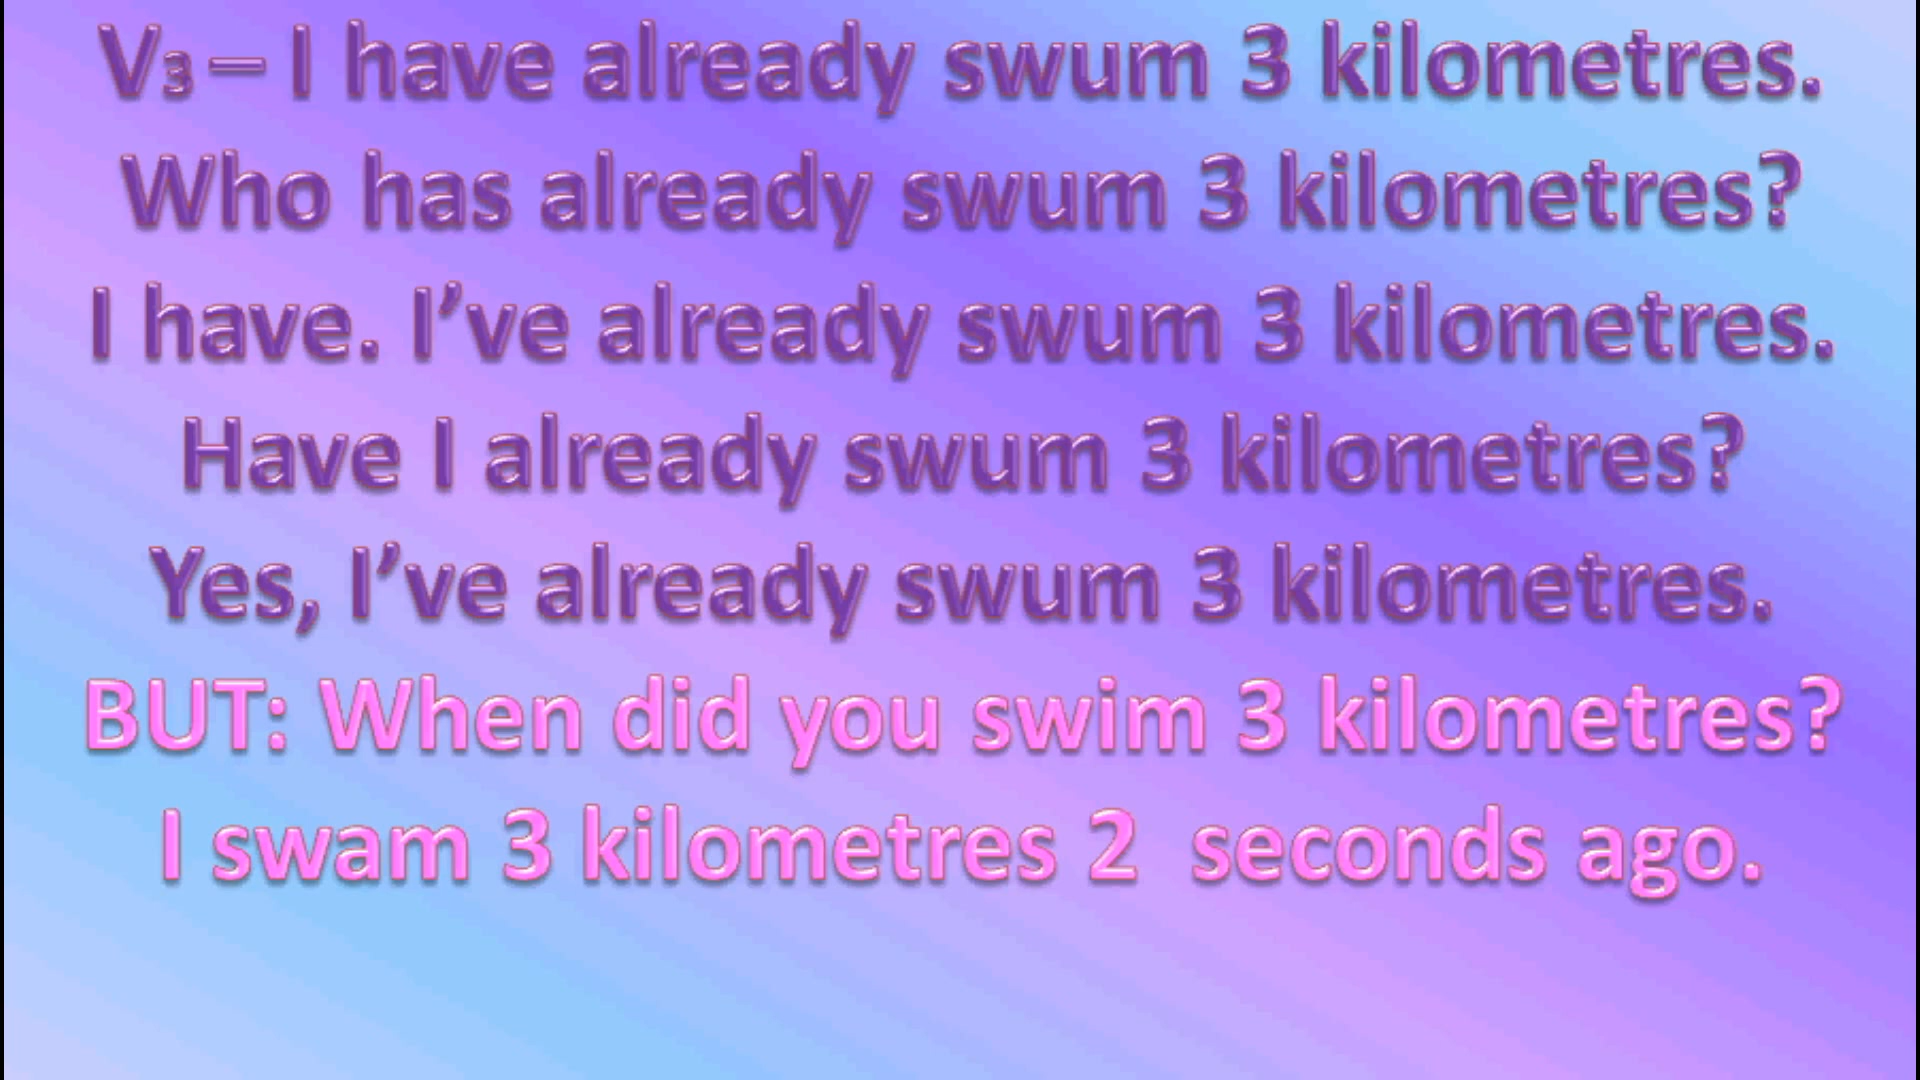 V3 – I have already swum 3 kilometres.
Who has already swum 3 kilometres?
I have. I’ve already swum 3 kilometres.
Have I already swum 3 kilometres?
Yes, I’ve already swum 3 kilometres.
BUT: When did you swim 3 kilometres?
I swam 3 kilometres 2  seconds ago.